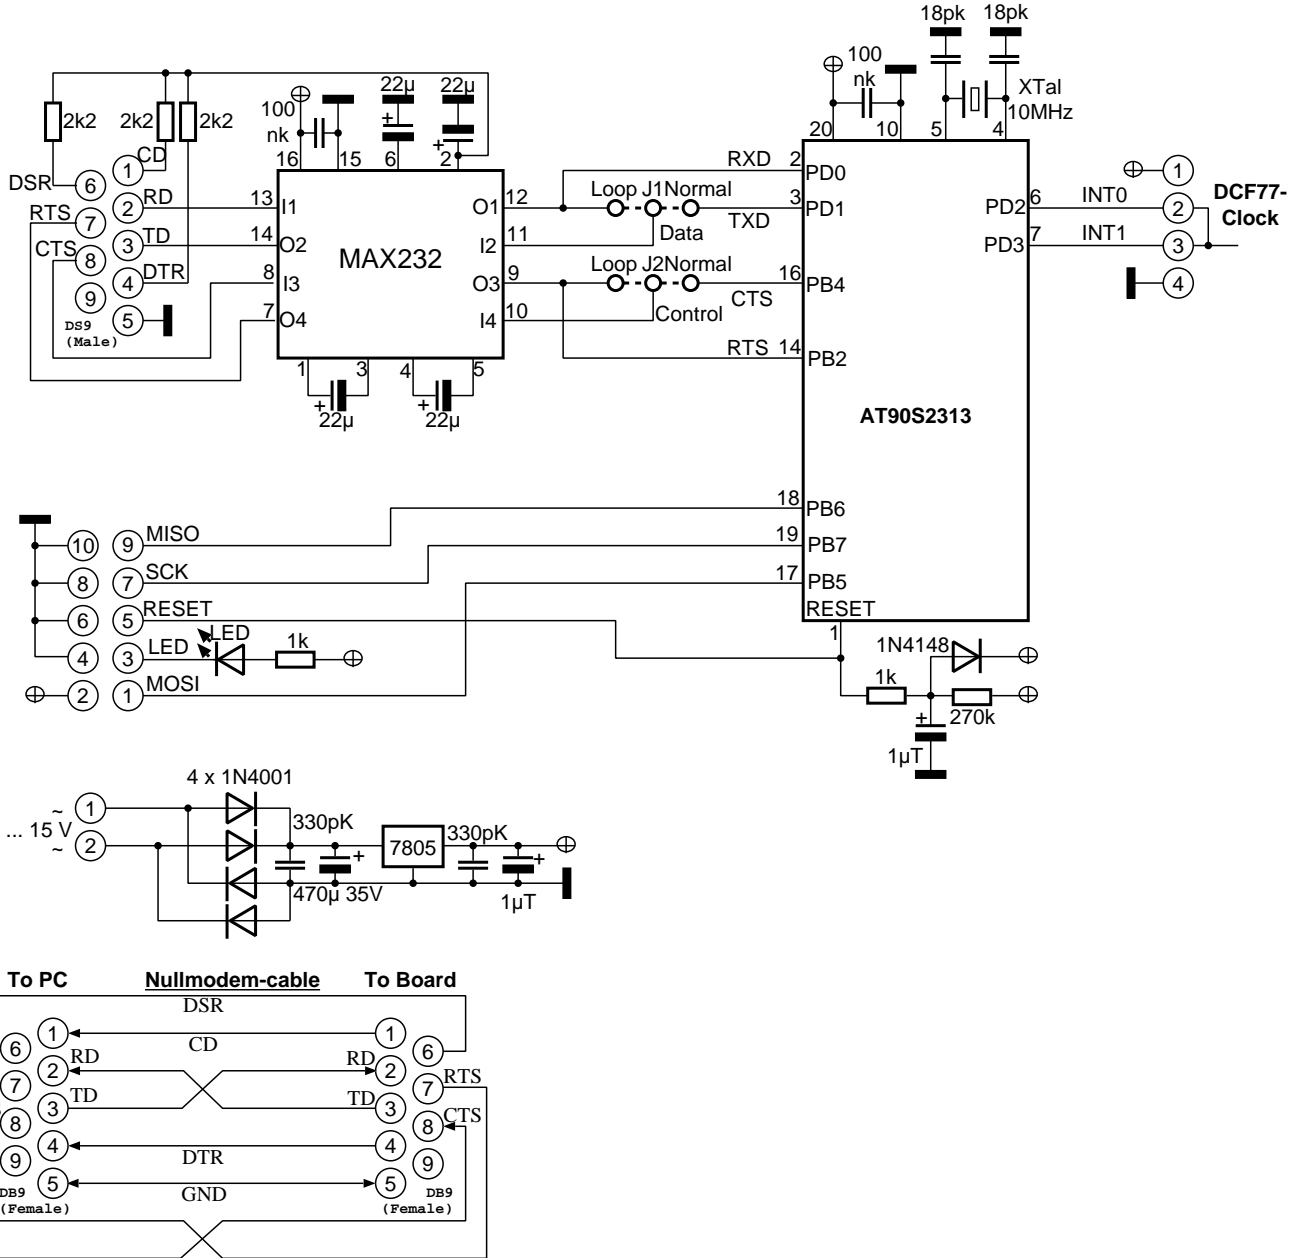 18pk 18pk
100
nk
XTal
10MHz
20 10 5 4
22µ 22µ
100
nk
2k2 2k2 2k2
16 15 6 2
CD
DSR 6 1
RD
RTS 7 2
TD
CTS 8 3
DTR
9 4
DS9
(Male)
5
13 I1
14 O2
8 I3
7 O4
MAX232
O1 12
I2 11
O3 9
I4 10
1 3 4 5
+ 22µ
+ 22µ
RXD 2 PD0
Loop J1Normal
TXD 3 PD1
Data
Loop J2Normal
CTS 16 PB4
Control
RTS 14 PB2
AT90S2313
PD2 6 INT0
PD3 7 INT1
1
2
3
4
DCF77-
Clock
18 PB6
19 PB7
17 PB5
RESET
1
10 9 MISO
8 7 SCK
6 5 RESET
LED
4 3 LED
1k
2 1 MOSI
1N4148
1k
270k
+
1µT
4 x 1N4001
~ 1
... 15 V
~ 2
330pK
+
470µ 35V
7805
330pK
+
1µT
To PC Nullmodem-cable To Board
DSR
1 1
6 CD 6
RD RD
2 2
7 RTS
7
TD TD
3 3
8 CTS
8
4 4
9 DTR 9
5 5
GND
DB9
(Female)
DB9
(Female)